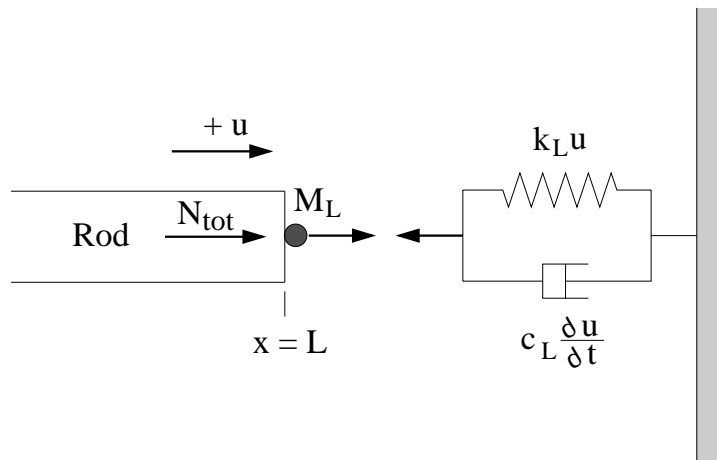 + u
k_L u
M_L
N_tot
Rod
x = L
c_L ∂u/∂t